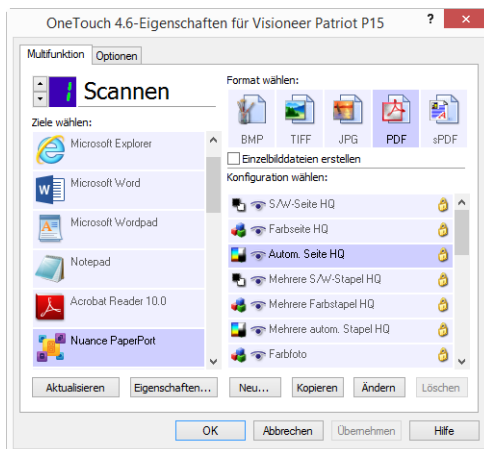 OneTouch 4.6-Eigenschaften für Visioneer Patriot P15
Multifunktion
Optionen
1 Scannen
Ziele wählen:
Microsoft Explorer
Microsoft Word
Microsoft Wordpad
Notepad
Acrobat Reader 10.0
Nuance PaperPort
Format wählen:
BMP TIFF JPG PDF sPDF
Einzelbilddateien erstellen
Konfiguration wählen:
S/W-Seite HQ
Farbseite HQ
Autom. Seite HQ
Mehrere S/W-Stapel HQ
Mehrere Farbstapel HQ
Mehrere autom. Stapel HQ
Farbfoto
Aktualisieren Eigenschaften... Neu... Kopieren Ändern Löschen
OK Abbrechen Übernehmen Hilfe